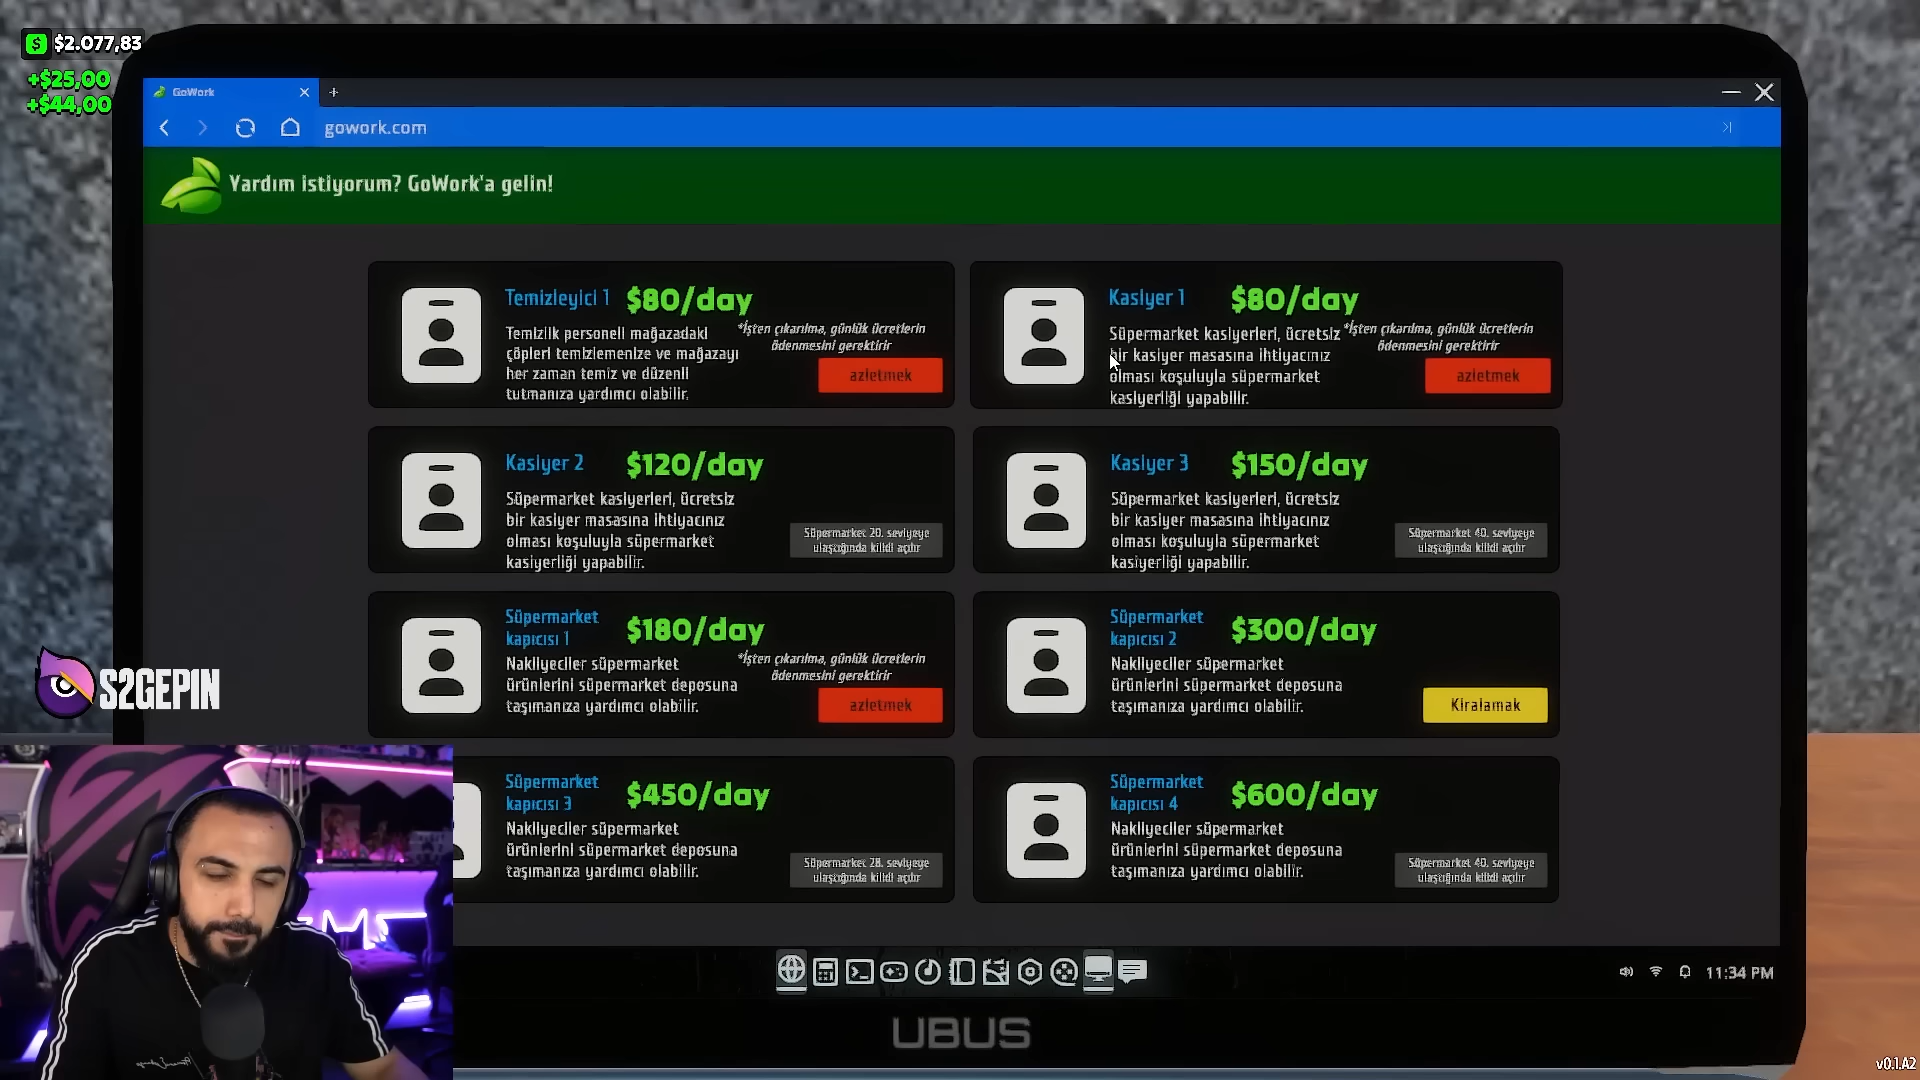 $2.077,83
+$25,00
+$44,00
GoWork
gowork.com
Yardım istiyorum? GoWork'a gelin!
Temizleyici 1 $80/day
Temizlik personeli mağazadaki
çöpleri temizlemenize ve mağazayı
her zaman temiz ve düzenli
tutmanıza yardımcı olabilir.
*İşten çıkarılma, günlük ücretlerin
ödenmesini gerektirir
azletmek
Kasiyer 1 $80/day
Süpermarket kasiyerleri, ücretsiz
bir kasiyer masasına ihtiyacınız
olması koşuluyla süpermarket
kasiyerliği yapabilir.
*İşten çıkarılma, günlük ücretlerin
ödenmesini gerektirir
azletmek
Kasiyer 2 $120/day
Süpermarket kasiyerleri, ücretsiz
bir kasiyer masasına ihtiyacınız
olması koşuluyla süpermarket
kasiyerliği yapabilir.
Süpermarket 20. seviyeye
ulaştığında kilidi açılır
Kasiyer 3 $150/day
Süpermarket kasiyerleri, ücretsiz
bir kasiyer masasına ihtiyacınız
olması koşuluyla süpermarket
kasiyerliği yapabilir.
Süpermarket 40. seviyeye
ulaştığında kilidi açılır
Süpermarket
kapıcısı 1 $180/day
Nakliyeciler süpermarket
ürünlerini süpermarket deposuna
taşımanıza yardımcı olabilir.
*İşten çıkarılma, günlük ücretlerin
ödenmesini gerektirir
azletmek
Süpermarket
kapıcısı 2 $300/day
Nakliyeciler süpermarket
ürünlerini süpermarket deposuna
taşımanıza yardımcı olabilir.
Kiralamak
S2GEPIN
Süpermarket
kapıcısı 3 $450/day
Nakliyeciler süpermarket
ürünlerini süpermarket deposuna
taşımanıza yardımcı olabilir.
Süpermarket 28. seviyeye
ulaştığında kilidi açılır
Süpermarket
kapıcısı 4 $600/day
Nakliyeciler süpermarket
ürünlerini süpermarket deposuna
taşımanıza yardımcı olabilir.
Süpermarket 40. seviyeye
ulaştığında kilidi açılır
11:34 PM
UBUS
v0.1.A2